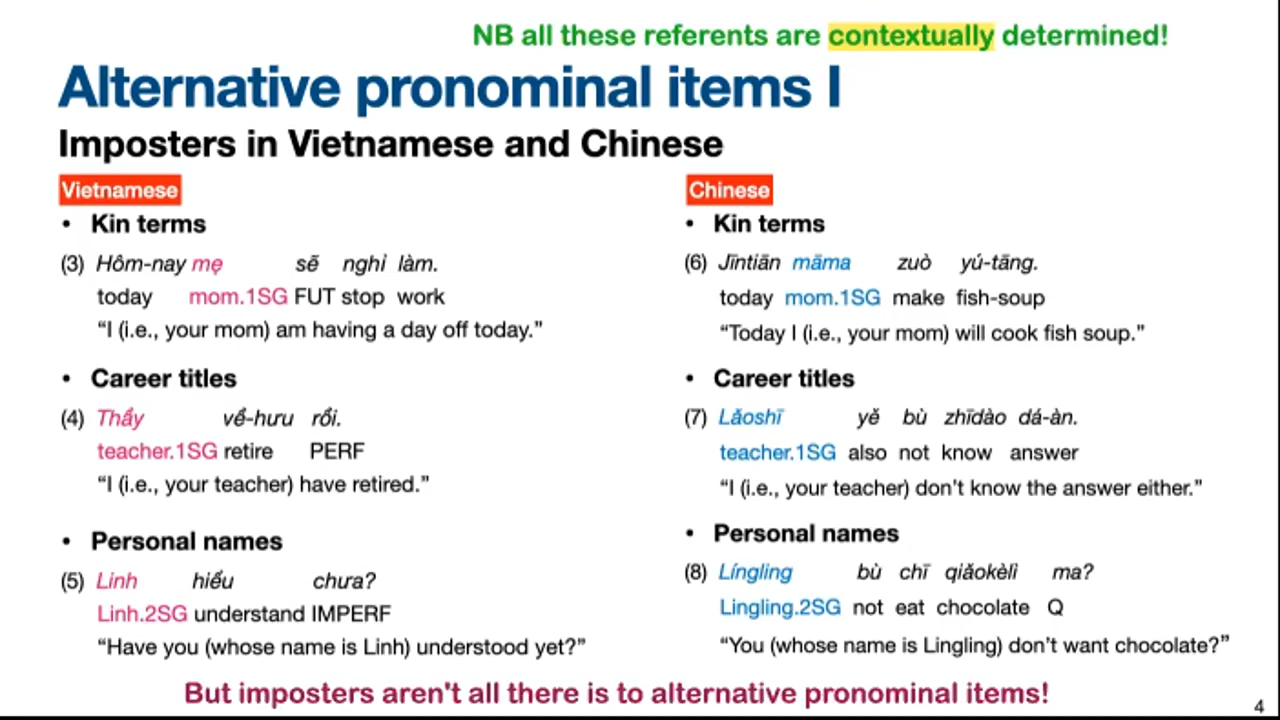 NB all these referents are contextually determined!
Alternative pronominal items I
Imposters in Vietnamese and Chinese
Vietnamese
• Kin terms
(3) Hôm-nay mẹ sẽ nghỉ làm.
today mom.1SG FUT stop work
“I (i.e., your mom) am having a day off today.”
• Career titles
(4) Thầy về-hưu rồi.
teacher.1SG retire PERF
“I (i.e., your teacher) have retired.”
• Personal names
(5) Linh hiểu chưa?
Linh.2SG understand IMPERF
“Have you (whose name is Linh) understood yet?”
Chinese
• Kin terms
(6) Jīntiān māma zuò yú-tāng.
today mom.1SG make fish-soup
“Today I (i.e., your mom) will cook fish soup.”
• Career titles
(7) Lǎoshī yě bù zhīdào dá-àn.
teacher.1SG also not know answer
“I (i.e., your teacher) don’t know the answer either.”
• Personal names
(8) Língling bù chī qiǎokèlì ma?
Lingling.2SG not eat chocolate Q
“You (whose name is Lingling) don’t want chocolate?”
But imposters aren't all there is to alternative pronominal items!
4